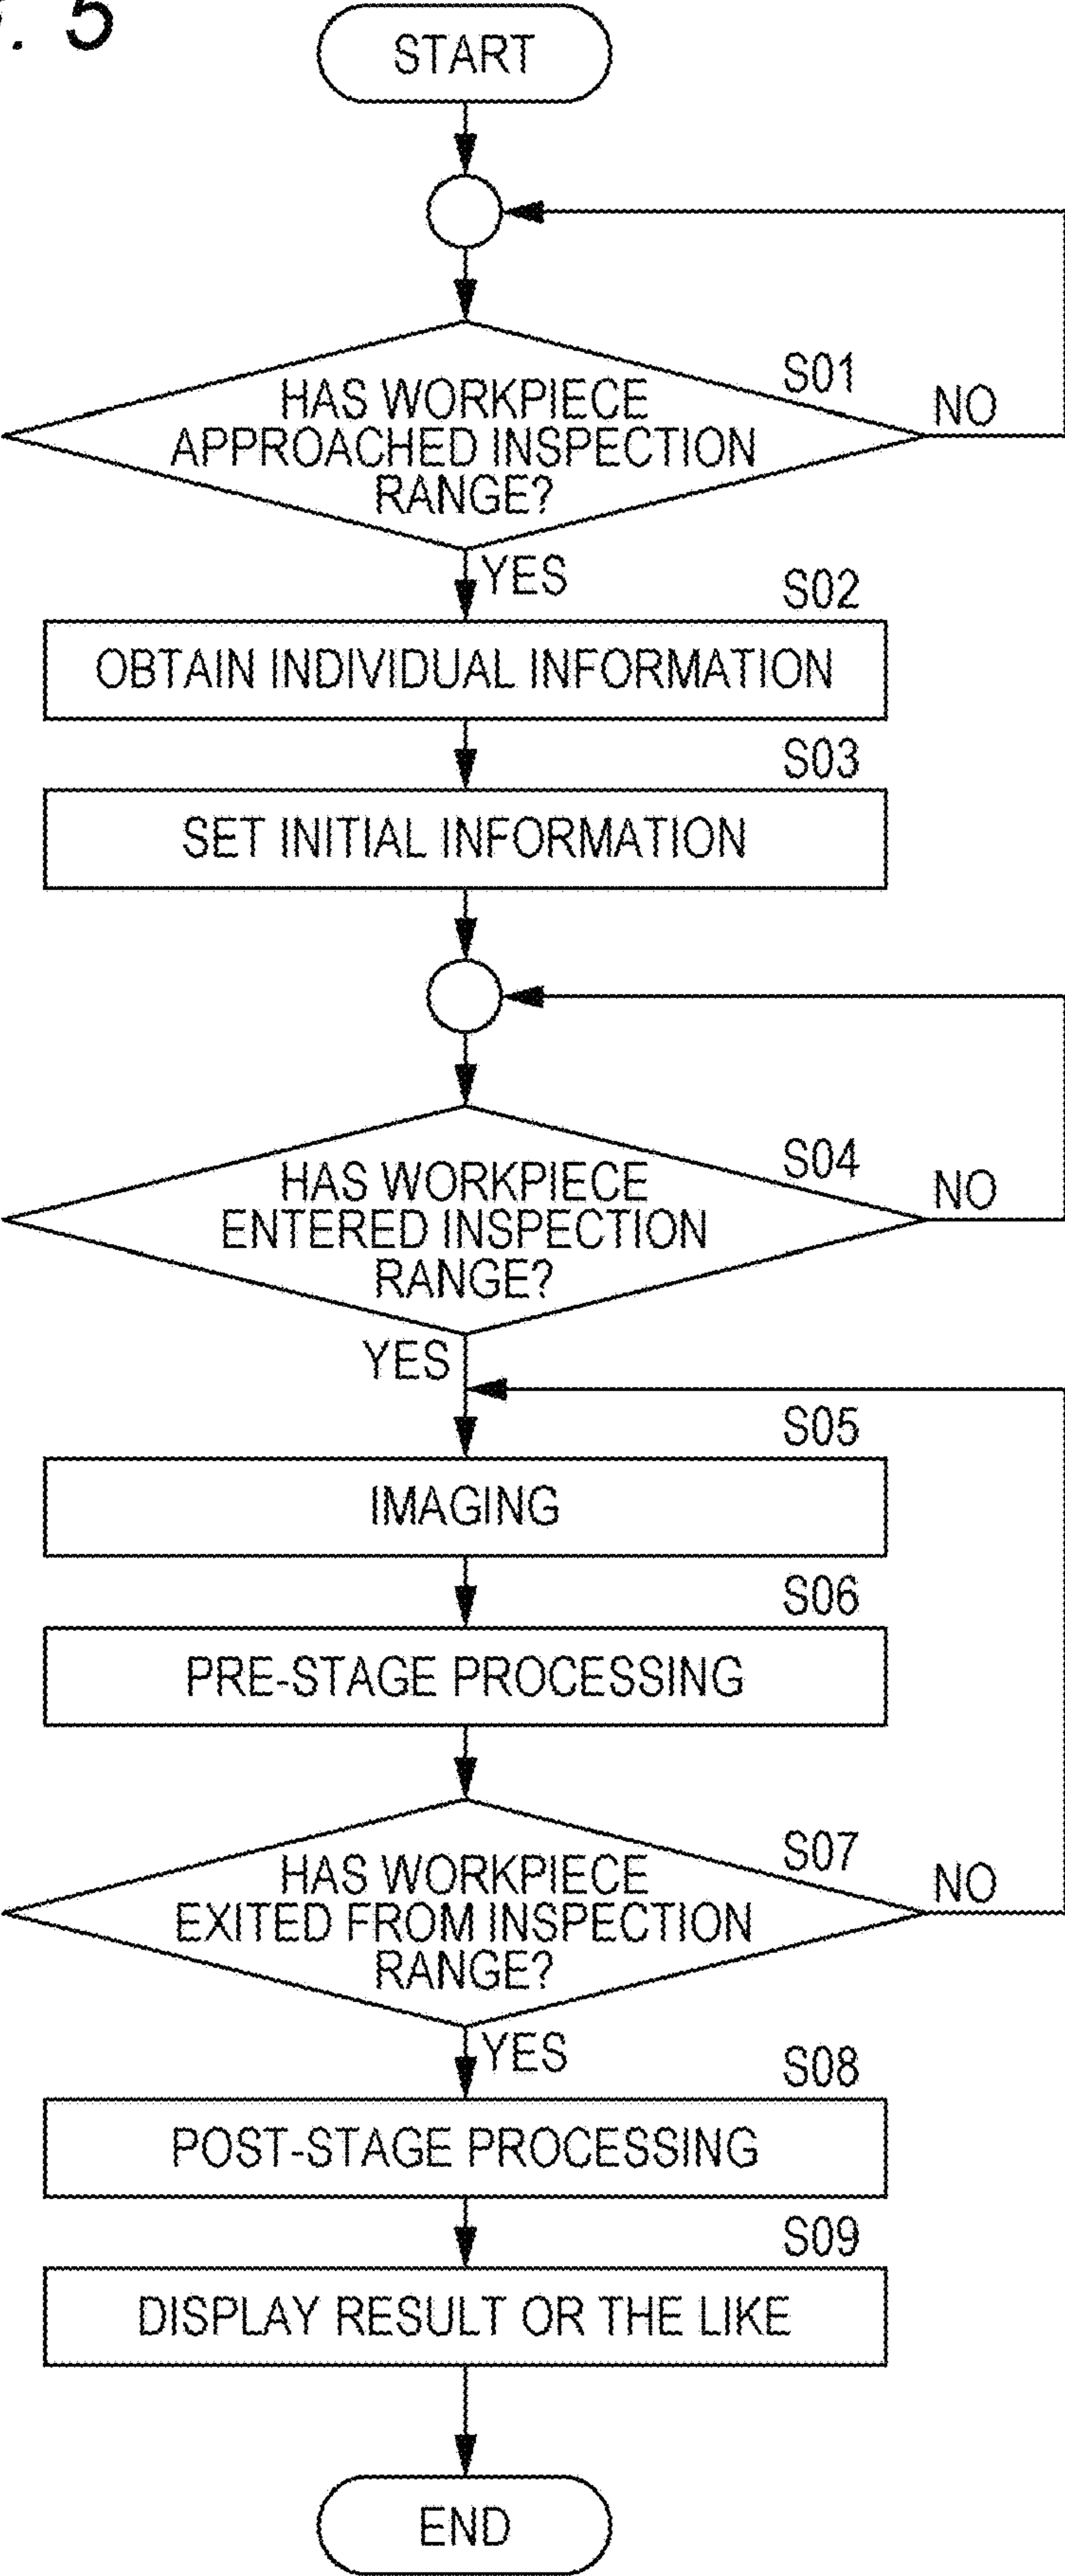 . 5
START
S01
HAS WORKPIECE
APPROACHED INSPECTION
RANGE?
NO
YES
S02
OBTAIN INDIVIDUAL INFORMATION
S03
SET INITIAL INFORMATION
S04
HAS WORKPIECE
ENTERED INSPECTION
RANGE?
NO
YES
S05
IMAGING
S06
PRE-STAGE PROCESSING
S07
HAS WORKPIECE
EXITED FROM INSPECTION
RANGE?
NO
YES
S08
POST-STAGE PROCESSING
S09
DISPLAY RESULT OR THE LIKE
END